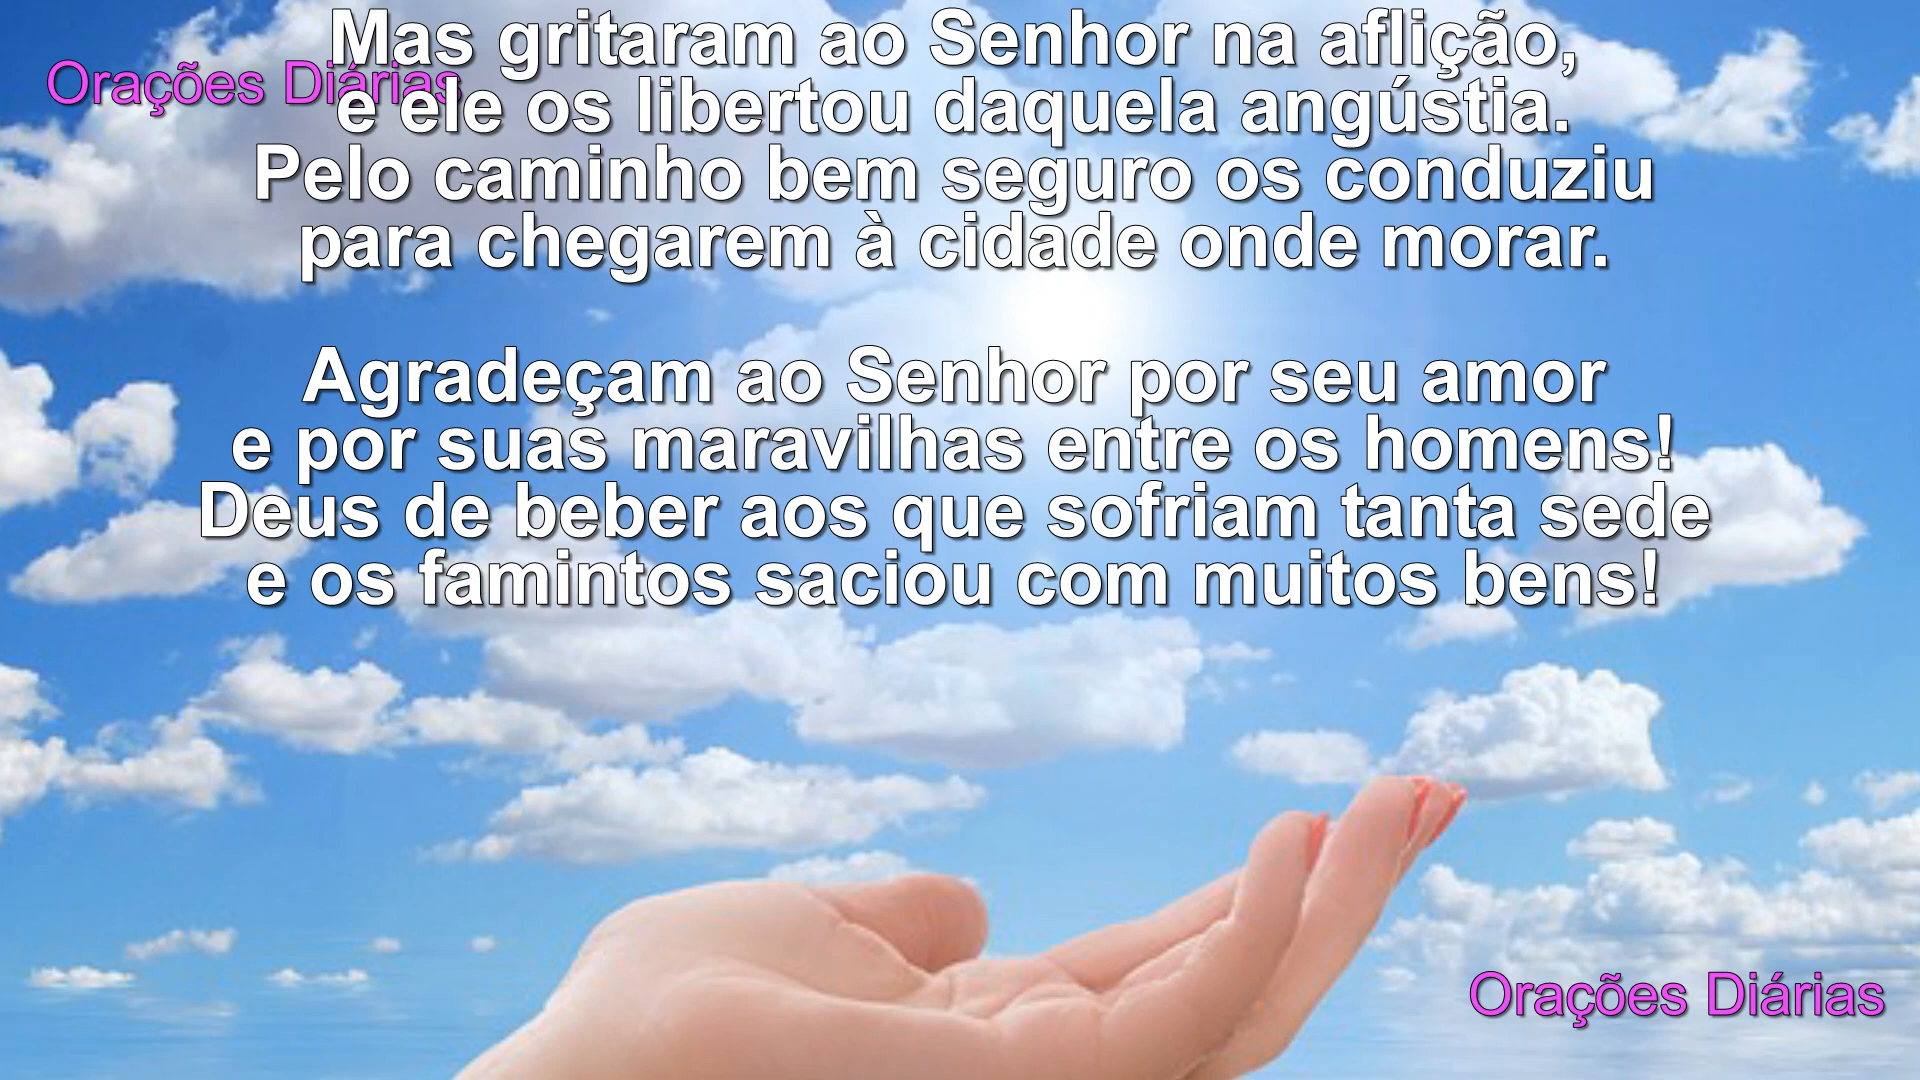 Mas gritaram ao Senhor na aflição,
Orações Diárias
e ele os libertou daquela angústia.
Pelo caminho bem seguro os conduziu
para chegarem à cidade onde morar.
Agradeçam ao Senhor por seu amor
e por suas maravilhas entre os homens!
Deus de beber aos que sofriam tanta sede
e os famintos saciou com muitos bens!
Orações Diárias